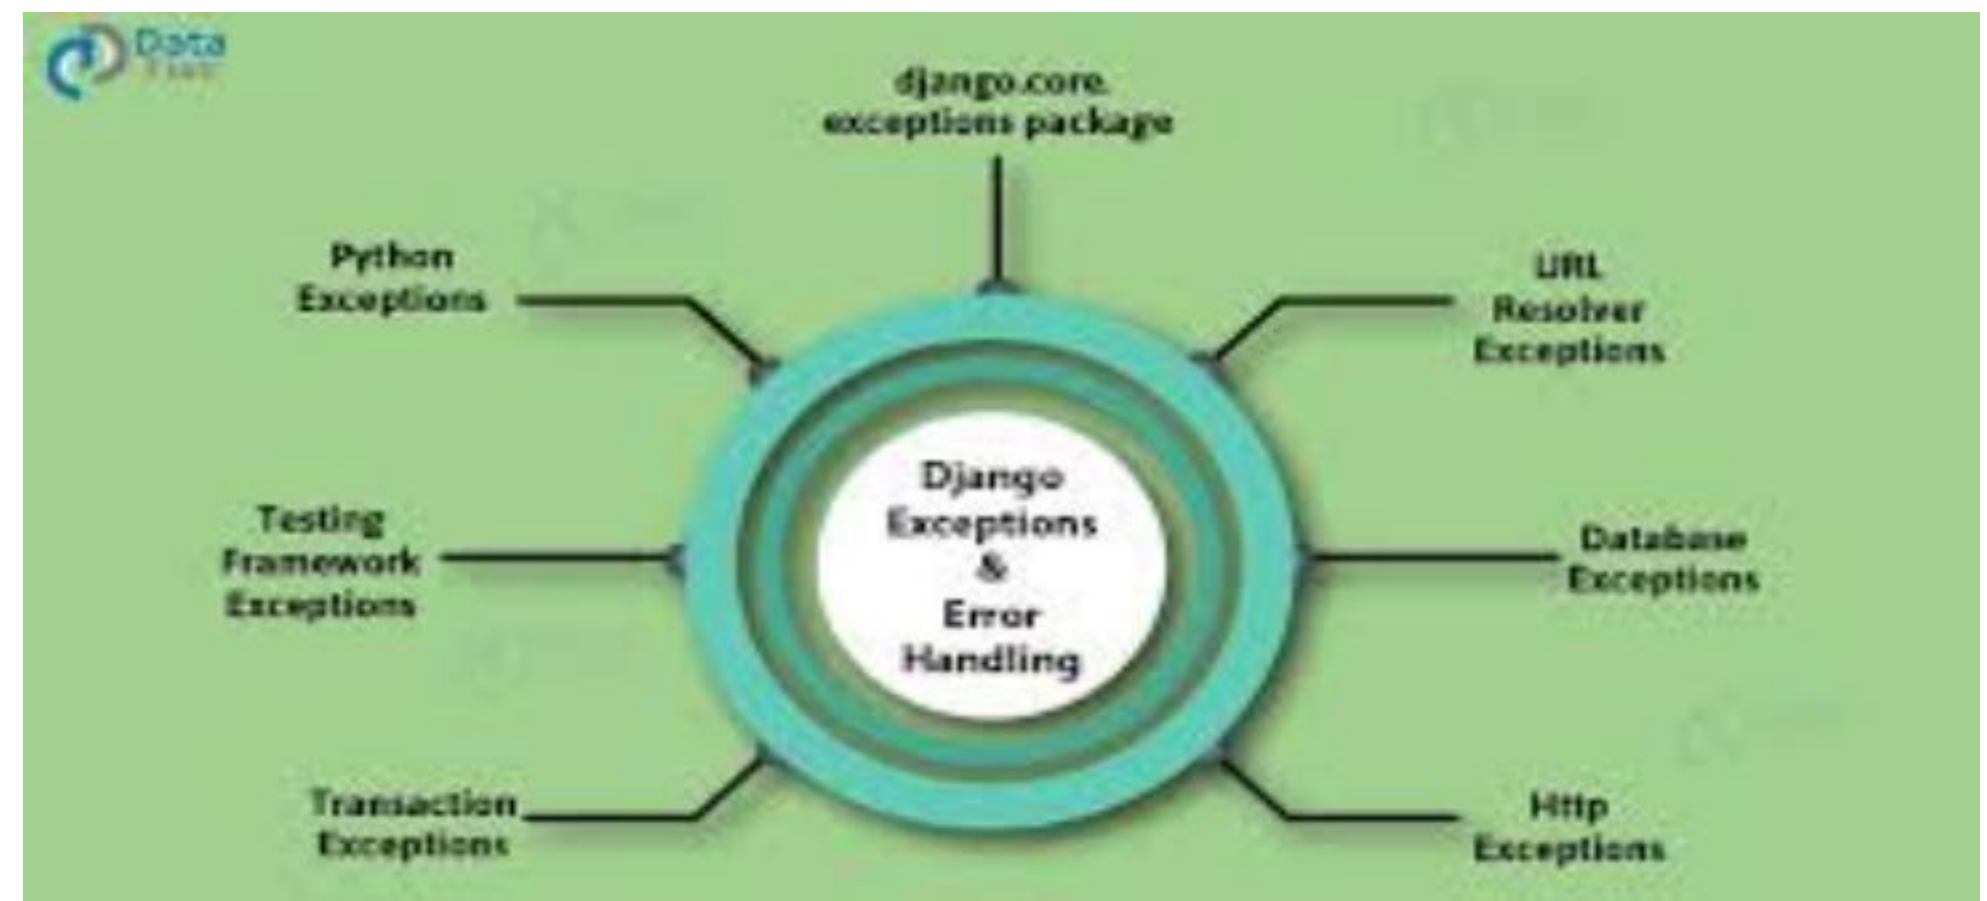 Data
django.core.
exceptions package
Python
Exceptions
URL
Resolver
Exceptions
Django
Exceptions
&
Error
Handling
Testing
Framework
Exceptions
Database
Exceptions
Transaction
Exceptions
Http
Exceptions